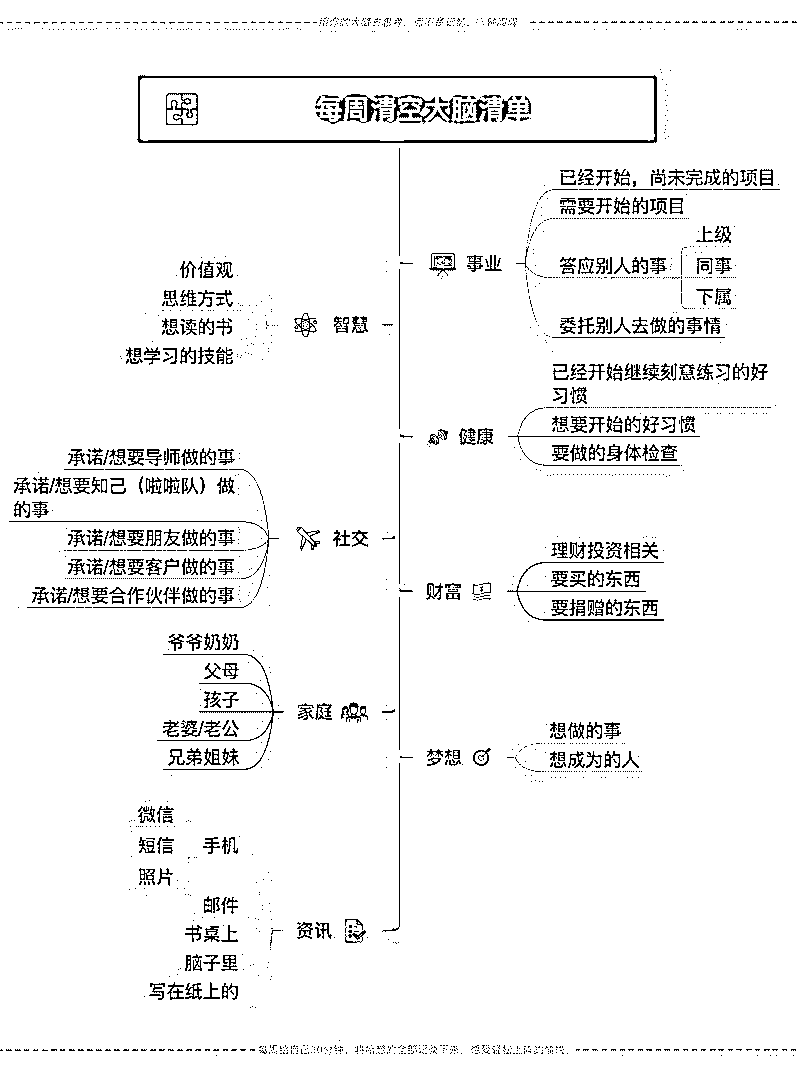 每周清空大脑清单
事业
已经开始，尚未完成的项目
需要开始的项目
答应别人的事
上级
同事
下属
委托别人去做的事情
智慧
价值观
思维方式
想读的书
想学习的技能
健康
已经开始继续刻意练习的好
习惯
想要开始的好习惯
要做的身体检查
社交
承诺/想要导师做的事
承诺/想要知己（啦啦队）做
的事
承诺/想要朋友做的事
承诺/想要客户做的事
承诺/想要合作伙伴做的事
财富
理财投资相关
要买的东西
要捐赠的东西
家庭
爷爷奶奶
父母
孩子
老婆/老公
兄弟姐妹
梦想
想做的事
想成为的人
资讯
手机
微信
短信
照片
邮件
书桌上
脑子里
写在纸上的